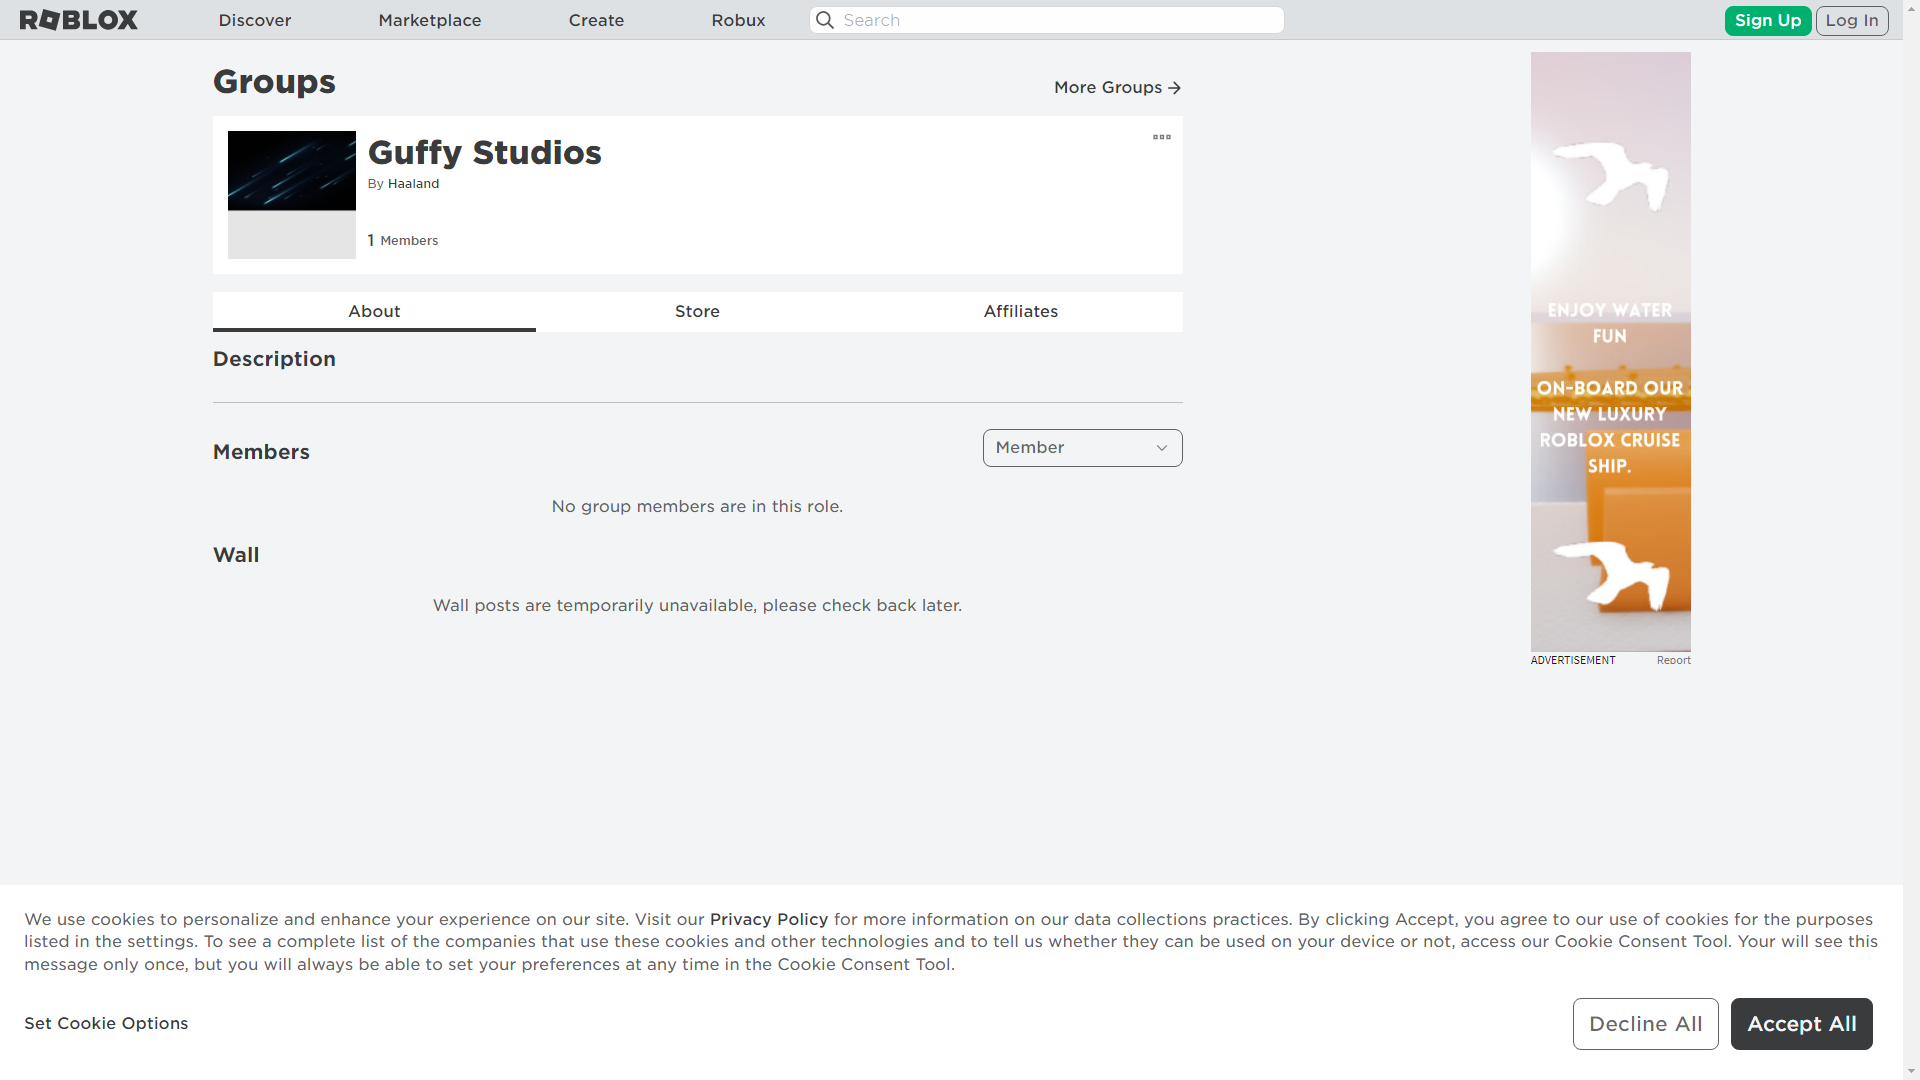 ROBLOX
Discover
Marketplace
Create
Robux
Search
Sign Up
Log In
Groups
More Groups
Guffy Studios
By Haaland
1 Members
About
Store
Affiliates
Description
Members
Member
No group members are in this role.
Wall
Wall posts are temporarily unavailable, please check back later.
ENJOY WATER
FUN
ON-BOARD OUR
NEW LUXURY
ROBLOX CRUISE
SHIP.
ADVERTISEMENT
Report
We use cookies to personalize and enhance your experience on our site. Visit our Privacy Policy for more information on our data collections practices. By clicking Accept, you agree to our use of cookies for the purposes
listed in the settings. To see a complete list of the companies that use these cookies and other technologies and to tell us whether they can be used on your device or not, access our Cookie Consent Tool. Your will see this
message only once, but you will always be able to set your preferences at any time in the Cookie Consent Tool.
Set Cookie Options
Decline All
Accept All